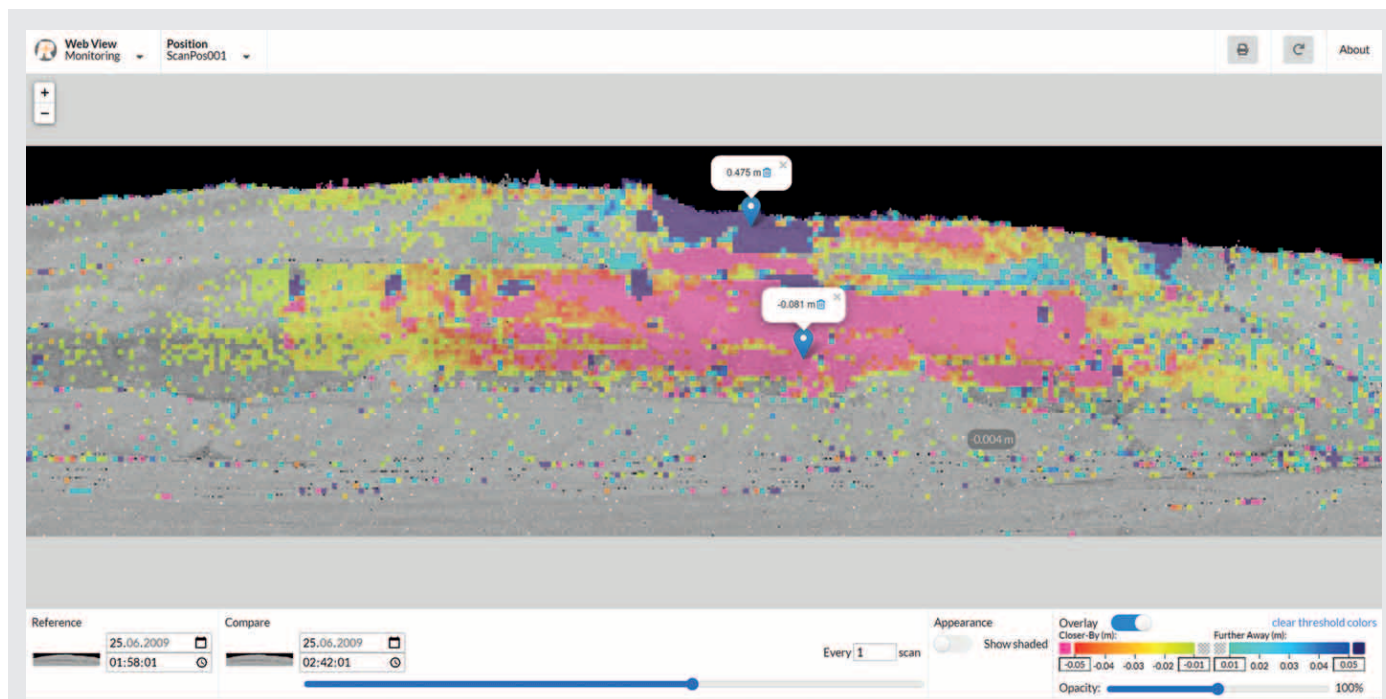 Web View
Monitoring
Position
ScanPos001
About
+
−
0.475 m
-0.081 m
-0.004 m
Reference
25.06.2009
01:58:01
Compare
25.06.2009
02:42:01
Every 1 scan
Appearance
Show shaded
Overlay
clear threshold colors
Closer-By (m):
Further Away (m):
-0.05 -0.04 -0.03 -0.02 -0.01 0.01 0.02 0.03 0.04 0.05
Opacity: 100%